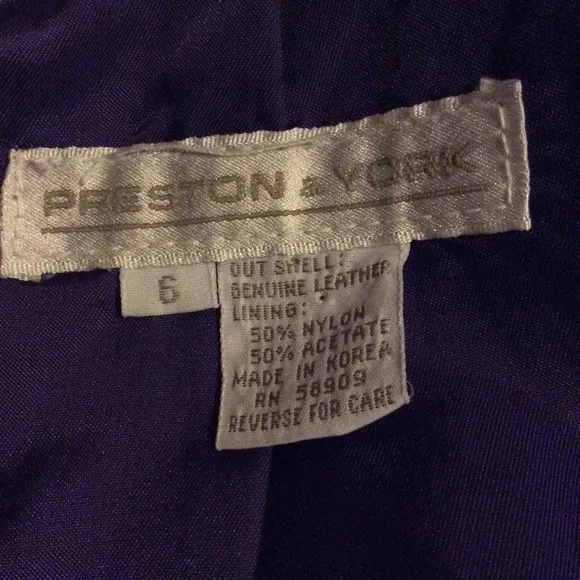 PRESTON & YORK
6
OUT SHELL:
GENUINE LEATHER
LINING:
50% NYLON
50% ACETATE
MADE IN KOREA
RN 58909
REVERSE FOR CARE